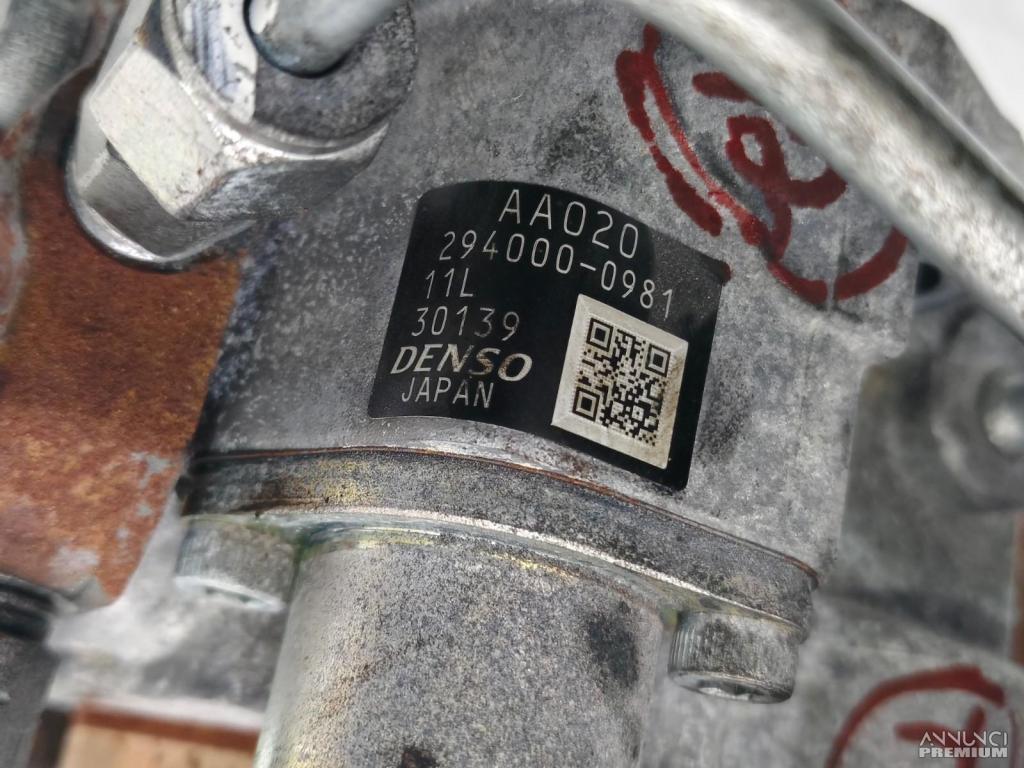 AA020
294000-0981
11L
30139
DENSO
JAPAN
ANNUNCI
PREMIUM